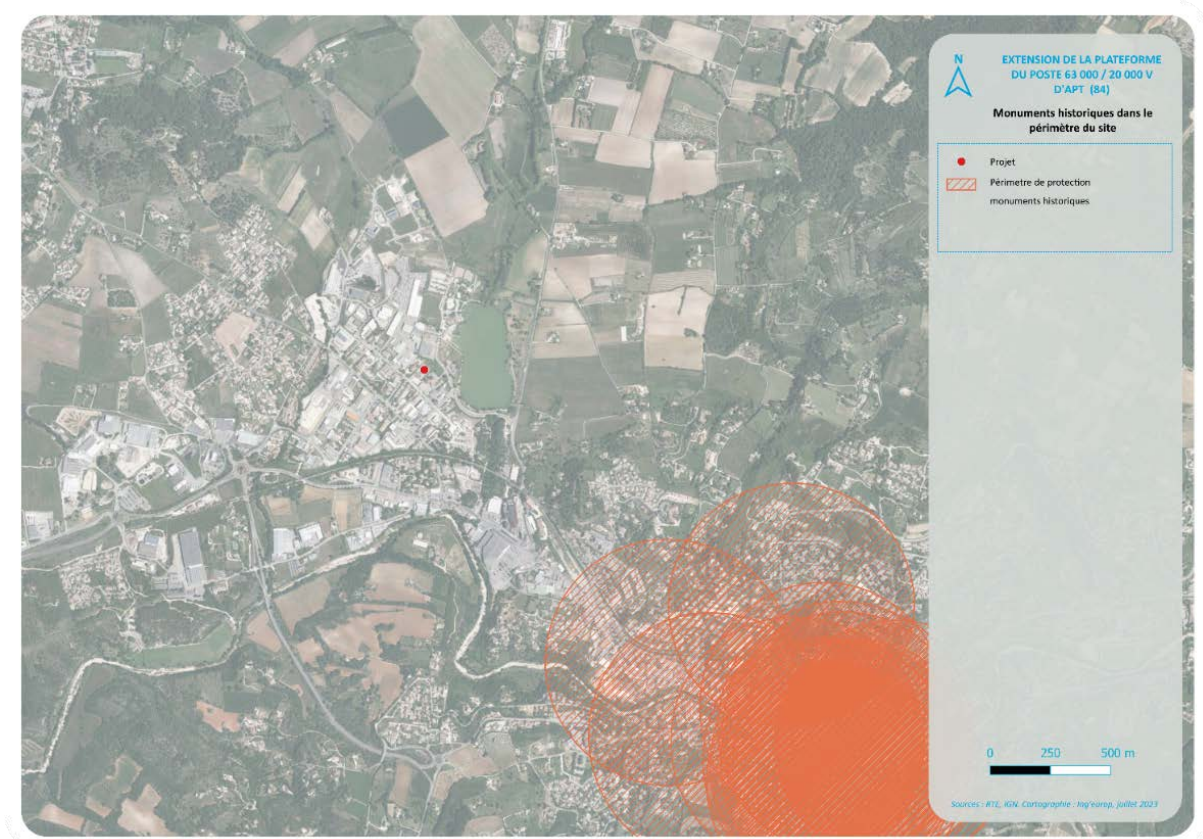 N
EXTENSION DE LA PLATEFORME
DU POSTE 63 000 / 20 000 V
D'APT (84)
Monuments historiques dans le
périmètre du site
Projet
Périmetre de protection
monuments historiques
0 250 500 m
Sources : RTE, IGN. Cartographie : Ing'europ, juillet 2023